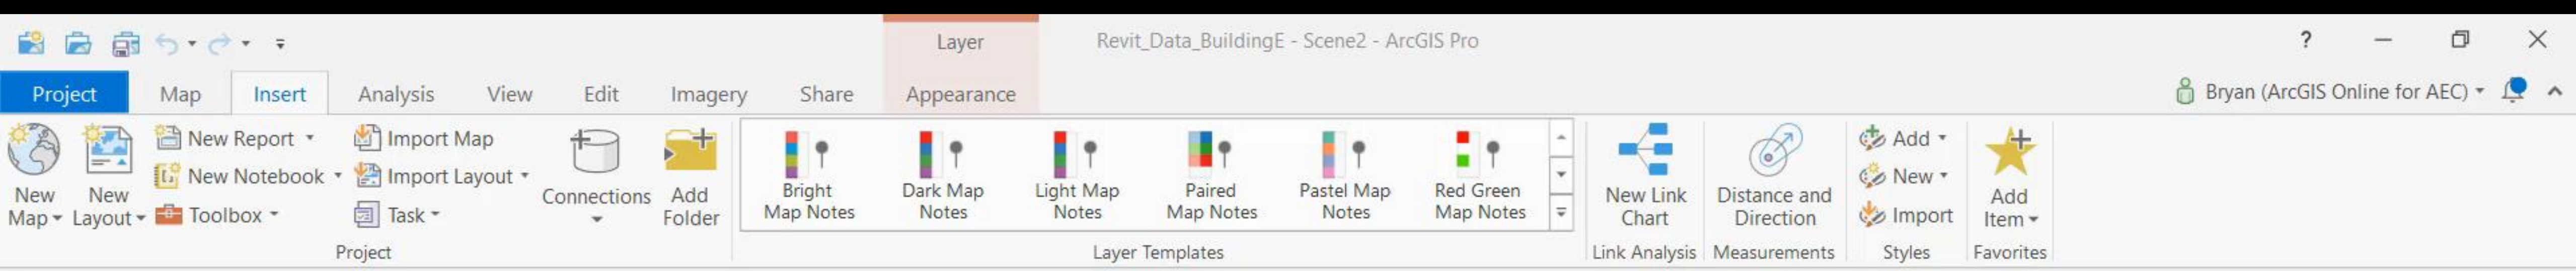 Layer
Revit_Data_BuildingE - Scene2 - ArcGIS Pro
?
Project
Map
Insert
Analysis
View
Edit
Imagery
Share
Appearance
Bryan (ArcGIS Online for AEC)
New Map
New Layout
New Report
New Notebook
Toolbox
Import Map
Import Layout
Task
Connections
Add
Folder
Bright
Map Notes
Dark Map
Notes
Light Map
Notes
Paired
Map Notes
Pastel Map
Notes
Red Green
Map Notes
New Link
Chart
Distance and
Direction
Add
New
Import
Add
Item
Project
Layer Templates
Link Analysis
Measurements
Styles
Favorites